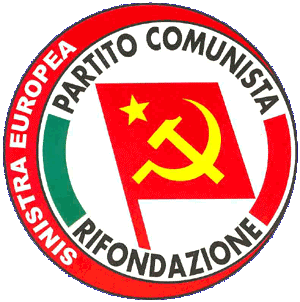 SINISTRA EUROPEA
PARTITO COMUNISTA
RIFONDAZIONE